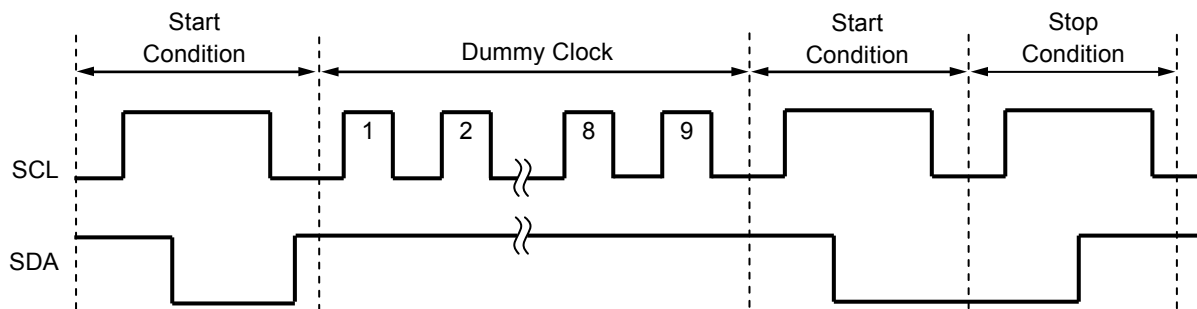 Start
Condition
Dummy Clock
Start
Condition
Stop
Condition
SCL
1
2
8
9
SDA